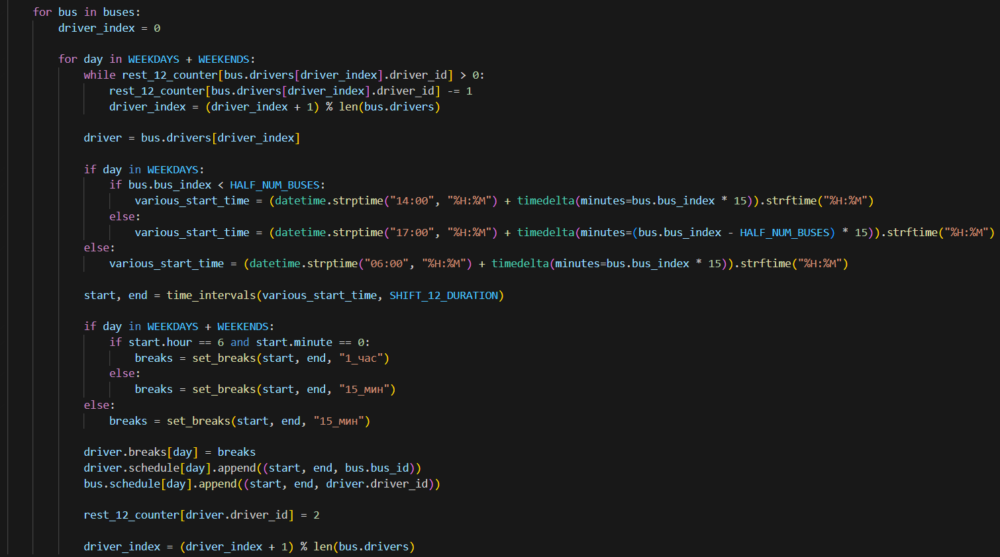 for bus in buses:
driver_index = 0
for day in WEEKDAYS + WEEKENDS:
while rest_12_counter[bus.drivers[driver_index].driver_id] > 0:
rest_12_counter[bus.drivers[driver_index].driver_id] -= 1
driver_index = (driver_index + 1) % len(bus.drivers)
driver = bus.drivers[driver_index]
if day in WEEKDAYS:
if bus.bus_index < HALF_NUM_BUSES:
various_start_time = (datetime.strptime("14:00", "%H:%M") + timedelta(minutes=bus.bus_index * 15)).strftime("%H:%M")
else:
various_start_time = (datetime.strptime("17:00", "%H:%M") + timedelta(minutes=(bus.bus_index - HALF_NUM_BUSES) * 15)).strftime("%H:%M")
else:
various_start_time = (datetime.strptime("06:00", "%H:%M") + timedelta(minutes=bus.bus_index * 15)).strftime("%H:%M")
start, end = time_intervals(various_start_time, SHIFT_12_DURATION)
if day in WEEKDAYS + WEEKENDS:
if start.hour == 6 and start.minute == 0:
breaks = set_breaks(start, end, "1_час")
else:
breaks = set_breaks(start, end, "15_мин")
else:
breaks = set_breaks(start, end, "15_мин")
driver.breaks[day] = breaks
driver.schedule[day].append((start, end, bus.bus_id))
bus.schedule[day].append((start, end, driver.driver_id))
rest_12_counter[driver.driver_id] = 2
driver_index = (driver_index + 1) % len(bus.drivers)